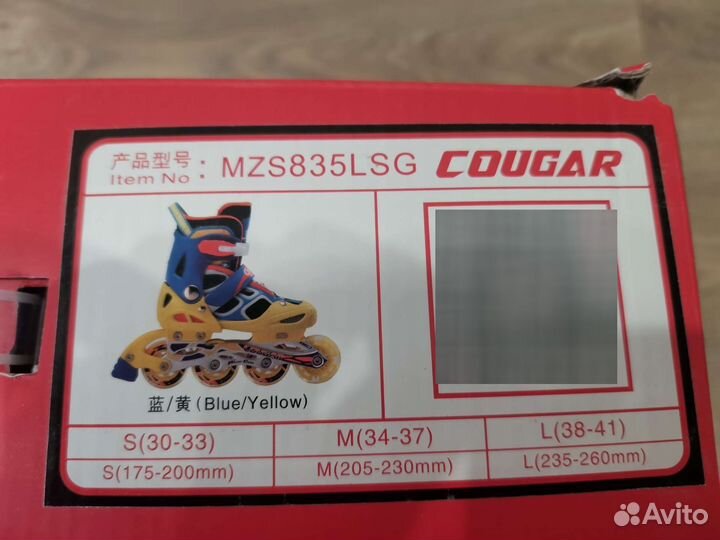 产品型号：
Item No：
MZS835LSG COUGAR
蓝/黄(Blue/Yellow)
S(30-33) M(34-37) L(38-41)
S(175-200mm) M(205-230mm) L(235-260mm)
Avito